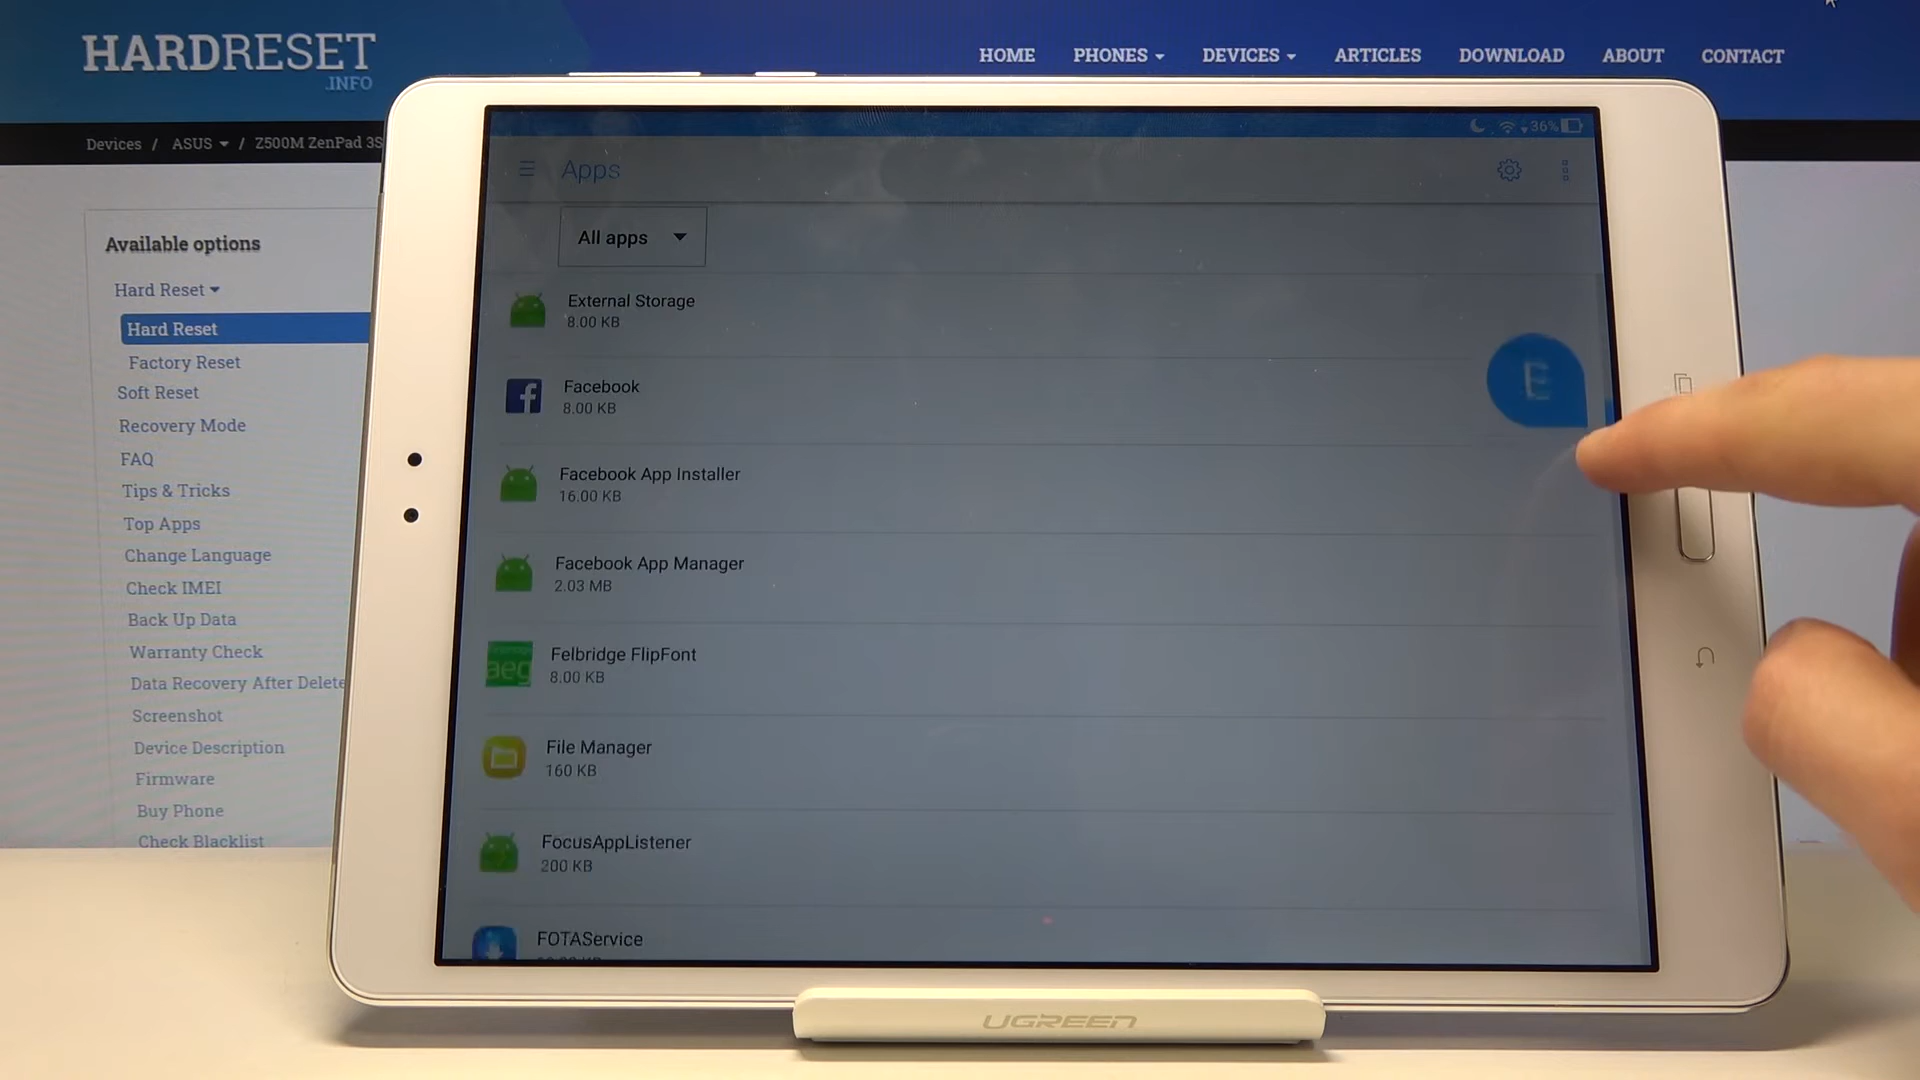 HARDRESET
.INFO
HOME PHONES DEVICES ARTICLES DOWNLOAD ABOUT CONTACT
Devices / ASUS / Z500M ZenPad 3S
Available options
Hard Reset
Hard Reset
Factory Reset
Soft Reset
Recovery Mode
FAQ
Tips & Tricks
Top Apps
Change Language
Check IMEI
Back Up Data
Warranty Check
Data Recovery After Delete
Screenshot
Device Description
Firmware
Buy Phone
Check Blacklist
36%
Apps
All apps
External Storage
8.00 KB
Facebook
8.00 KB
E
Facebook App Installer
16.00 KB
Facebook App Manager
2.03 MB
aeg
Felbridge FlipFont
8.00 KB
File Manager
160 KB
FocusAppListener
200 KB
FOTAService
UGREEN